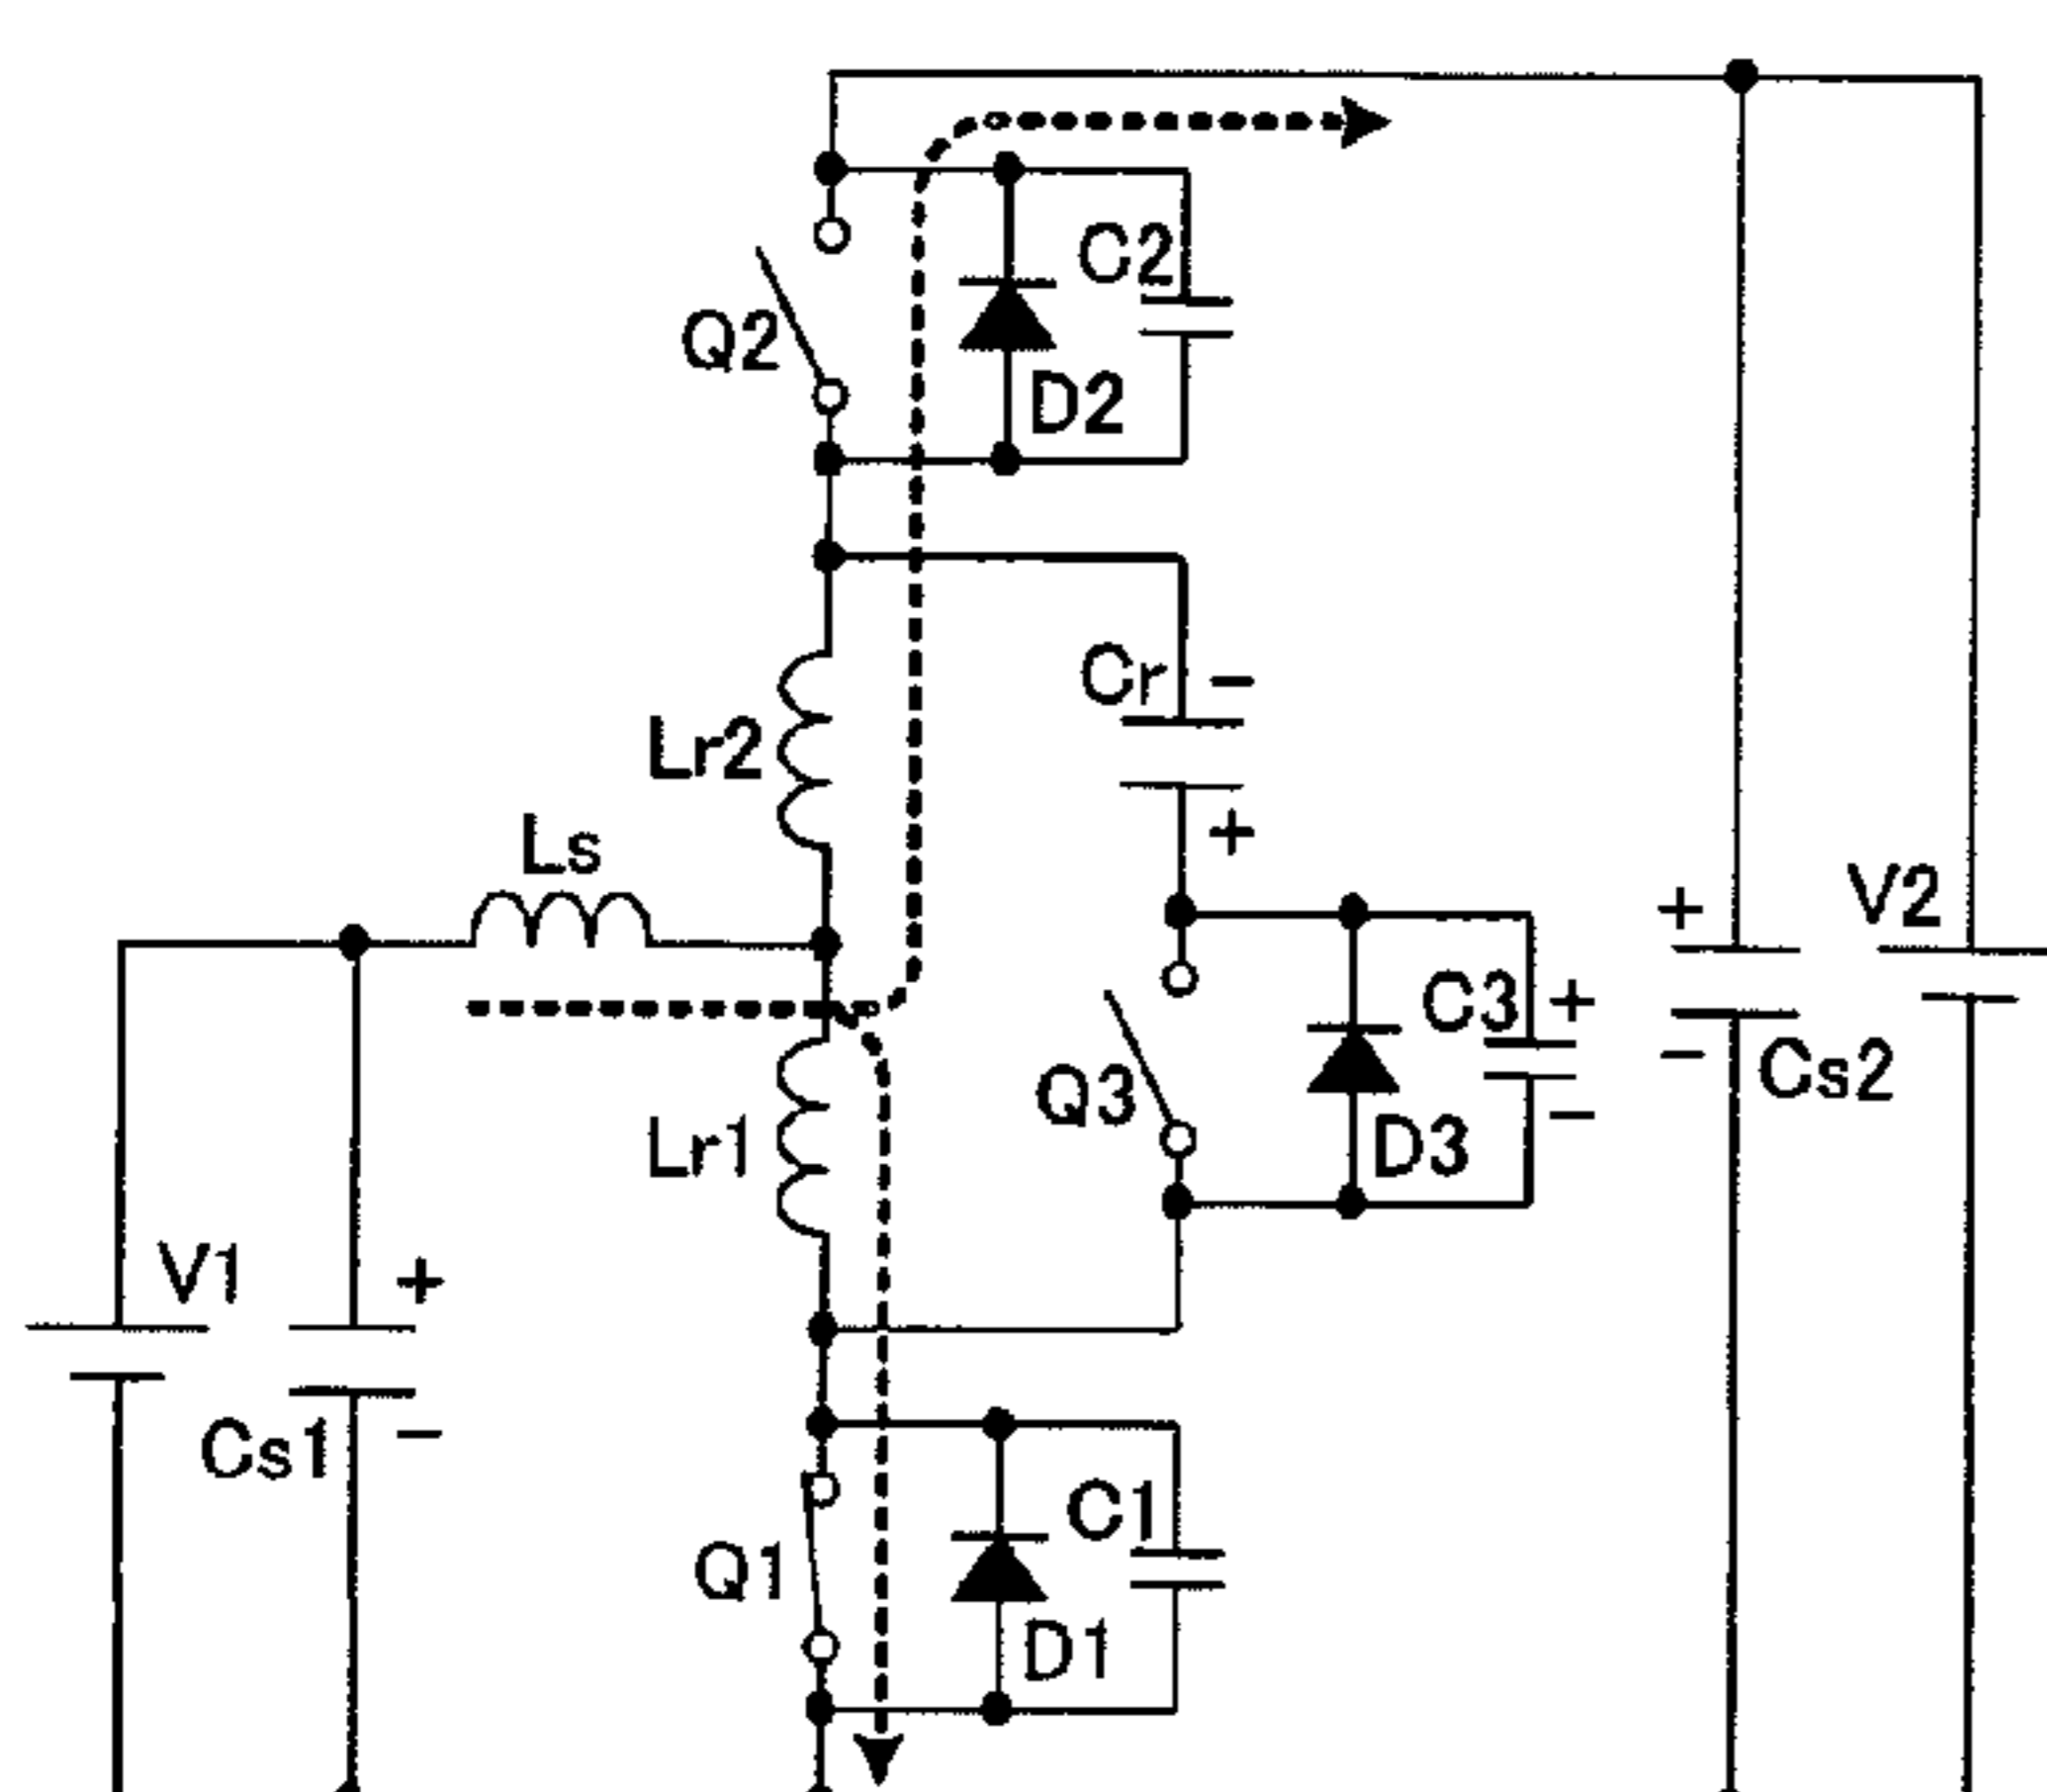 C2
Q2
D2
Cr
−
Lr2
Ls
+
+
V2
C3
+
Q3
−
Cs2
Lr1
D3
−
V1
+
Cs1
−
C1
Q1
D1